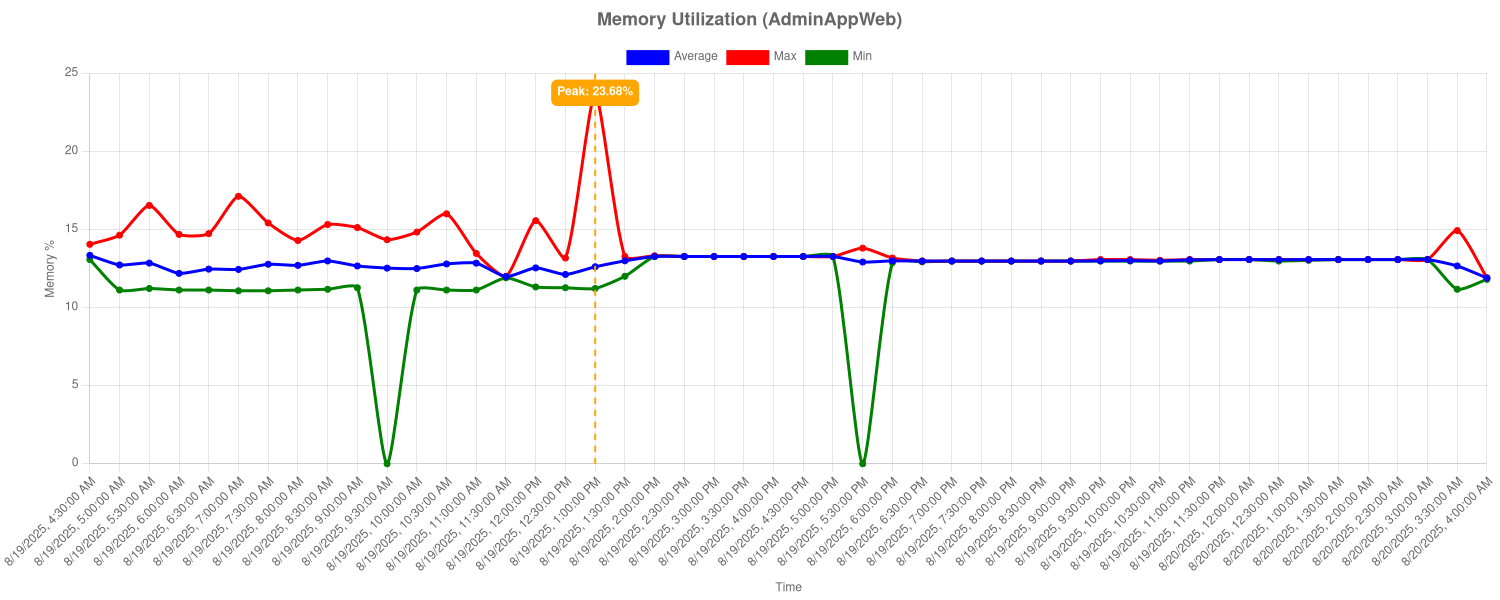 Memory Utilization (AdminAppWeb)
Average Max Min
Peak: 23.68%
25
20
15
10
5
0
Memory %
8/19/2025, 4:30:00 AM
8/19/2025, 5:00:00 AM
8/19/2025, 5:30:00 AM
8/19/2025, 6:00:00 AM
8/19/2025, 6:30:00 AM
8/19/2025, 7:00:00 AM
8/19/2025, 7:30:00 AM
8/19/2025, 8:00:00 AM
8/19/2025, 8:30:00 AM
8/19/2025, 9:00:00 AM
8/19/2025, 9:30:00 AM
8/19/2025, 10:00:00 AM
8/19/2025, 10:30:00 AM
8/19/2025, 11:00:00 AM
8/19/2025, 11:30:00 AM
8/19/2025, 12:00:00 PM
8/19/2025, 12:30:00 PM
8/19/2025, 1:00:00 PM
8/19/2025, 1:30:00 PM
8/19/2025, 2:00:00 PM
8/19/2025, 2:30:00 PM
8/19/2025, 3:00:00 PM
8/19/2025, 3:30:00 PM
8/19/2025, 4:00:00 PM
8/19/2025, 4:30:00 PM
8/19/2025, 5:00:00 PM
8/19/2025, 5:30:00 PM
8/19/2025, 6:00:00 PM
8/19/2025, 6:30:00 PM
8/19/2025, 7:00:00 PM
8/19/2025, 7:30:00 PM
8/19/2025, 8:00:00 PM
8/19/2025, 8:30:00 PM
8/19/2025, 9:00:00 PM
8/19/2025, 9:30:00 PM
8/19/2025, 10:00:00 PM
8/19/2025, 10:30:00 PM
8/19/2025, 11:00:00 PM
8/19/2025, 11:30:00 PM
8/20/2025, 12:00:00 AM
8/20/2025, 12:30:00 AM
8/20/2025, 1:00:00 AM
8/20/2025, 1:30:00 AM
8/20/2025, 2:00:00 AM
8/20/2025, 2:30:00 AM
8/20/2025, 3:00:00 AM
8/20/2025, 3:30:00 AM
8/20/2025, 4:00:00 AM
Time